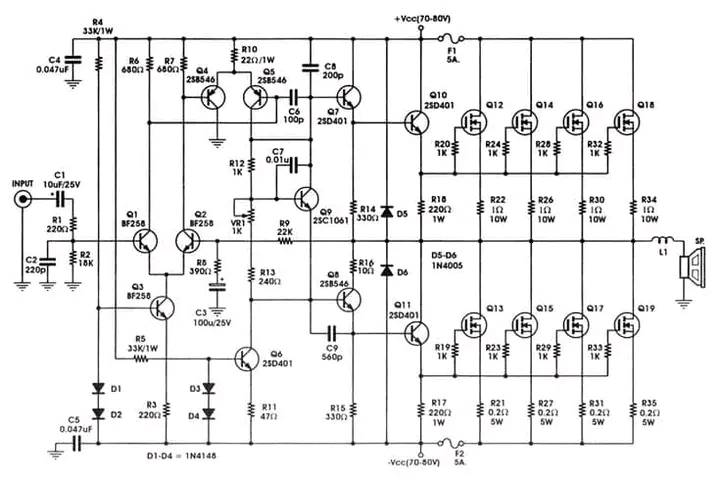 R4
33K/1W
+Vcc(70-80V)
F1
5A.
C4
0.047uF
R6
680Ω
R7
680Ω
R10
22Ω/1W
Q4
2SB546
Q5
2SB546
C8
200p
C6
100p
Q7
2SD401
Q10
2SD401
Q12
Q14
Q16
Q18
R20
1K
R24
1K
R28
1K
R32
1K
C7
0.01u
R12
1K
C1
10uF/25V
INPUT
R1
220Ω
C2
220p
R2
18K
Q1
BF258
Q2
BF258
VR1
1K
R9
22K
Q9
2SC1061
R14
330Ω
D5
R18
220Ω
1W
R22
1Ω
10W
R26
1Ω
10W
R30
1Ω
10W
R34
1Ω
10W
L1
SP.
R8
390Ω
C3
100u/25V
Q3
BF258
R13
240Ω
R16
10Ω
Q8
2SB546
D6
D5-D6
1N4005
Q11
2SD401
Q13
Q15
Q17
Q19
R5
33K/1W
Q6
2SD401
C9
560p
R19
1K
R23
1K
R29
1K
R33
1K
D1
D2
D3
D4
R3
220Ω
R11
47Ω
R15
330Ω
R17
220Ω
1W
R21
0.2Ω
5W
R27
0.2Ω
5W
R31
0.2Ω
5W
R35
0.2Ω
5W
C5
0.047uF
D1-D4 = 1N4148
-Vcc(70-80V)
F2
5A.